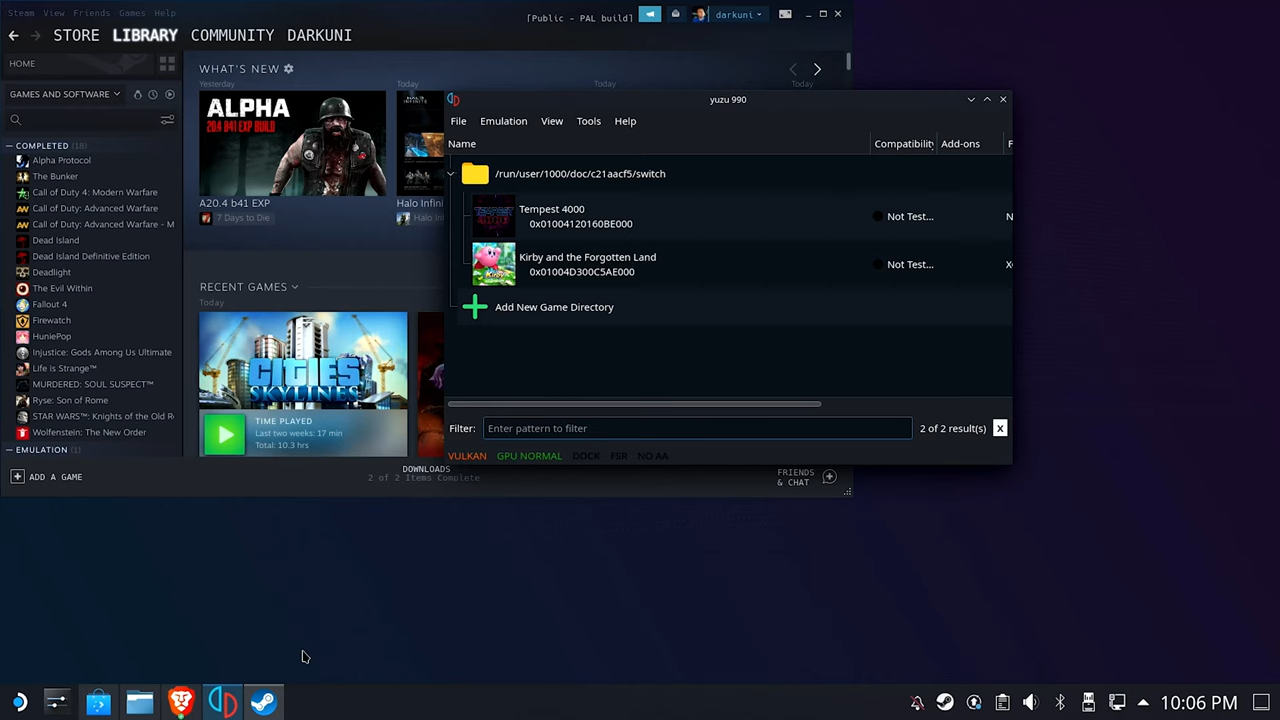 Steam View Friends Games Help
[Public - PAL build]
darkuni
STORE LIBRARY COMMUNITY DARKUNI
HOME
GAMES AND SOFTWARE
COMPLETED (18)
Alpha Protocol
The Bunker
Call of Duty 4: Modern Warfare
Call of Duty: Advanced Warfare
Call of Duty: Advanced Warfare - M
Dead Island
Dead Island Definitive Edition
Deadlight
The Evil Within
Fallout 4
Firewatch
HuniePop
Injustice: Gods Among Us Ultimate
Life is Strange™
MURDERED: SOUL SUSPECT™
Ryse: Son of Rome
STAR WARS™: Knights of the Old R
Wolfenstein: The New Order
EMULATION (1)
ADD A GAME
WHAT'S NEW
Yesterday
Today
Today
Today
ALPHA
20.4 B41 EXP BUILD
A20.4 b41 EXP
7 Days to Die
HALO INFINITE
Halo Infini
Halo In
RECENT GAMES
Today
CITIES
SKYLINES
TIME PLAYED
Last two weeks: 17 min
Total: 10.3 hrs
DOWNLOADS
2 of 2 Items Complete
FRIENDS
& CHAT
yuzu 990
File Emulation View Tools Help
Name Compatibility Add-ons F
/run/user/1000/doc/c21aacf5/switch
Tempest 4000
0x01004120160BE000
Not Test...
N
Kirby and the Forgotten Land
0x01004D300C5AE000
Not Test...
Add New Game Directory
Filter: Enter pattern to filter 2 of 2 result(s) x
VULKAN GPU NORMAL DOCK FSR NO AA
10:06 PM